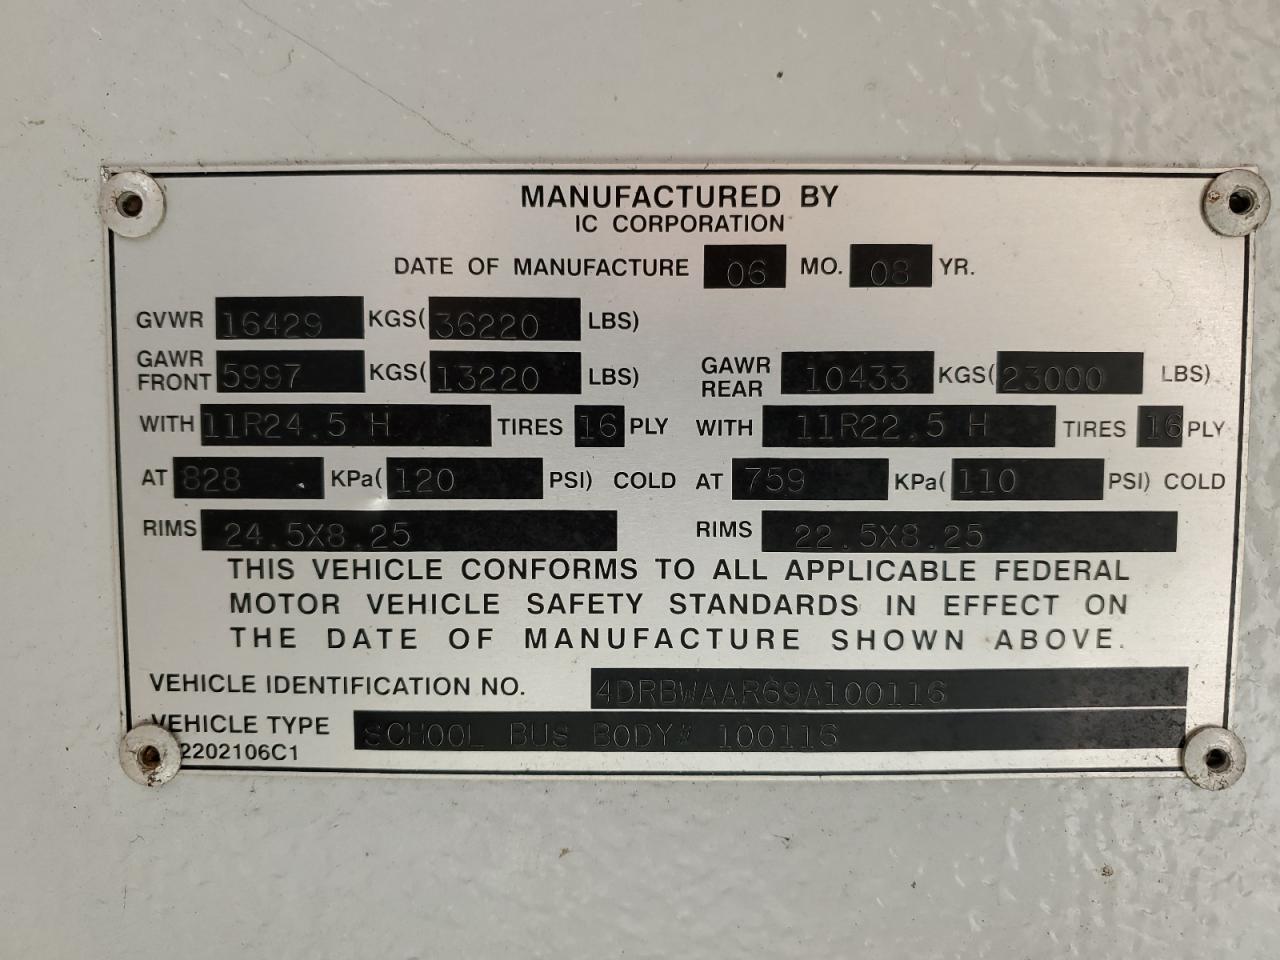 MANUFACTURED BY
IC CORPORATION
DATE OF MANUFACTURE 06 MO. 08 YR.
GVWR 16429 KGS( 36220 LBS)
GAWR FRONT 5997 KGS( 13220 LBS) GAWR REAR 10433 KGS( 23000 LBS)
WITH 11R24.5 H TIRES 16 PLY WITH 11R22.5 H TIRES 16 PLY
AT 828 KPa( 120 PSI) COLD AT 759 KPa( 110 PSI) COLD
RIMS 24.5X8.25 RIMS 22.5X8.25
THIS VEHICLE CONFORMS TO ALL APPLICABLE FEDERAL
MOTOR VEHICLE SAFETY STANDARDS IN EFFECT ON
THE DATE OF MANUFACTURE SHOWN ABOVE.
VEHICLE IDENTIFICATION NO. 4DRBWAAR69A100116
VEHICLE TYPE SCHOOL BUS BODY# 100116
2202106C1